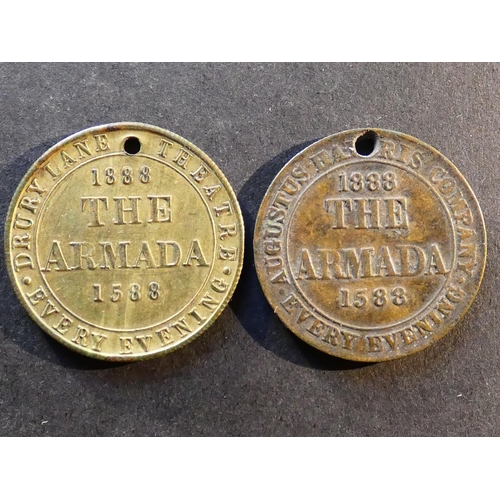 DRURY LANE THEATRE
1888
THE
ARMADA
1588
· EVERY EVENING ·
AUGUSTUS HARRIS COMPANY
1888
THE
ARMADA
1588
· EVERY EVENING ·